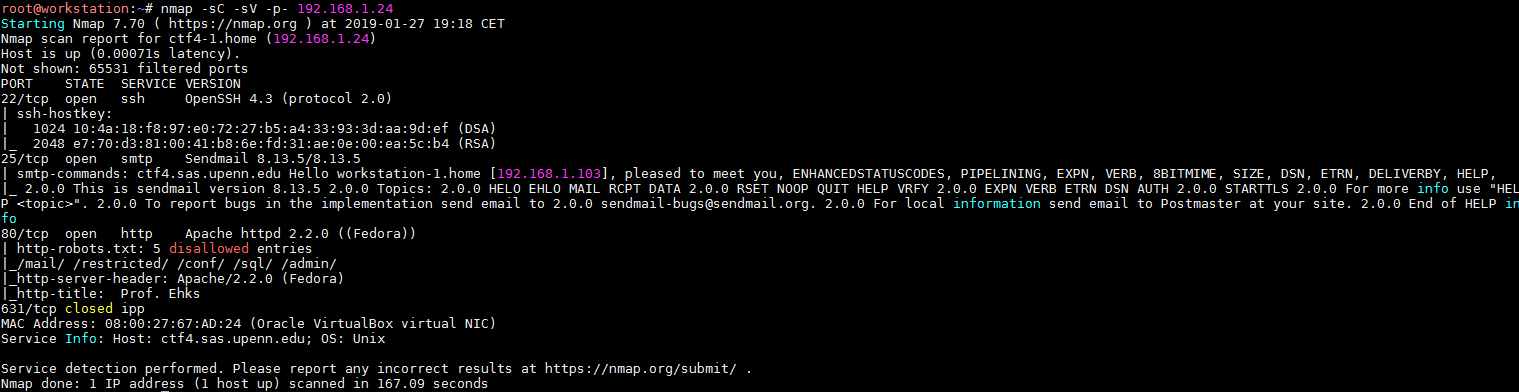 root@workstation:~# nmap -sC -sV -p- 192.168.1.24
Starting Nmap 7.70 ( https://nmap.org ) at 2019-01-27 19:18 CET
Nmap scan report for ctf4-1.home (192.168.1.24)
Host is up (0.00071s latency).
Not shown: 65531 filtered ports
PORT    STATE  SERVICE VERSION
22/tcp  open   ssh     OpenSSH 4.3 (protocol 2.0)
| ssh-hostkey:
|   1024 10:4a:18:f8:97:e0:72:27:b5:a4:33:93:3d:aa:9d:ef (DSA)
|_  2048 e7:70:d3:81:00:41:b8:6e:fd:31:ae:0e:00:ea:5c:b4 (RSA)
25/tcp  open   smtp    Sendmail 8.13.5/8.13.5
| smtp-commands: ctf4.sas.upenn.edu Hello workstation-1.home [192.168.1.103], pleased to meet you, ENHANCEDSTATUSCODES, PIPELINING, EXPN, VERB, 8BITMIME, SIZE, DSN, ETRN, DELIVERBY, HELP,
|_ 2.0.0 This is sendmail version 8.13.5 2.0.0 Topics: 2.0.0 HELO EHLO MAIL RCPT DATA 2.0.0 RSET NOOP QUIT HELP VRFY 2.0.0 EXPN VERB ETRN DSN AUTH 2.0.0 STARTTLS 2.0.0 For more info use "HEL
P <topic>". 2.0.0 To report bugs in the implementation send email to 2.0.0 sendmail-bugs@sendmail.org. 2.0.0 For local information send email to Postmaster at your site. 2.0.0 End of HELP in
fo
80/tcp  open   http    Apache httpd 2.2.0 ((Fedora))
| http-robots.txt: 5 disallowed entries
|_/mail/ /restricted/ /conf/ /sql/ /admin/
|_http-server-header: Apache/2.2.0 (Fedora)
|_http-title:  Prof. Ehks
631/tcp closed ipp
MAC Address: 08:00:27:67:AD:24 (Oracle VirtualBox virtual NIC)
Service Info: Host: ctf4.sas.upenn.edu; OS: Unix

Service detection performed. Please report any incorrect results at https://nmap.org/submit/ .
Nmap done: 1 IP address (1 host up) scanned in 167.09 seconds